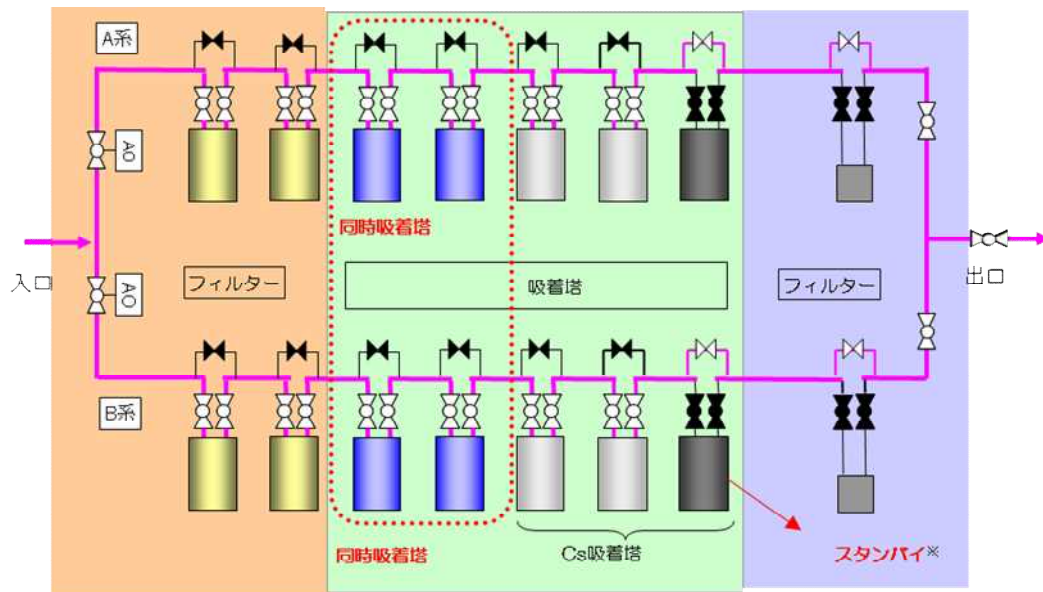 A系
AO
同時吸着塔
入口
フィルター
吸着塔
フィルター
出口
AO
B系
同時吸着塔
Cs吸着塔
スタンバイ※